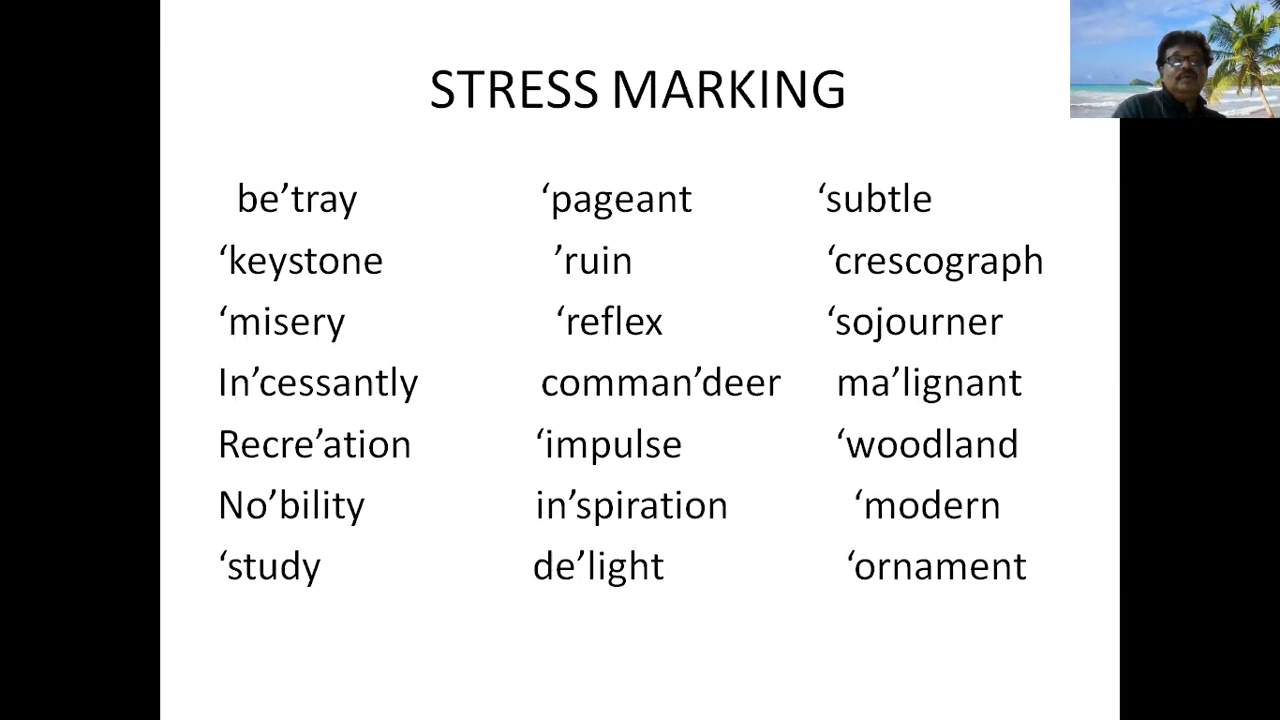 STRESS MARKING
be’tray ‘pageant ‘subtle
‘keystone ’ruin ‘crescograph
‘misery ‘reflex ‘sojourner
In’cessantly comman’deer ma’lignant
Recre’ation ‘impulse ‘woodland
No’bility in’spiration ‘modern
‘study de’light ‘ornament